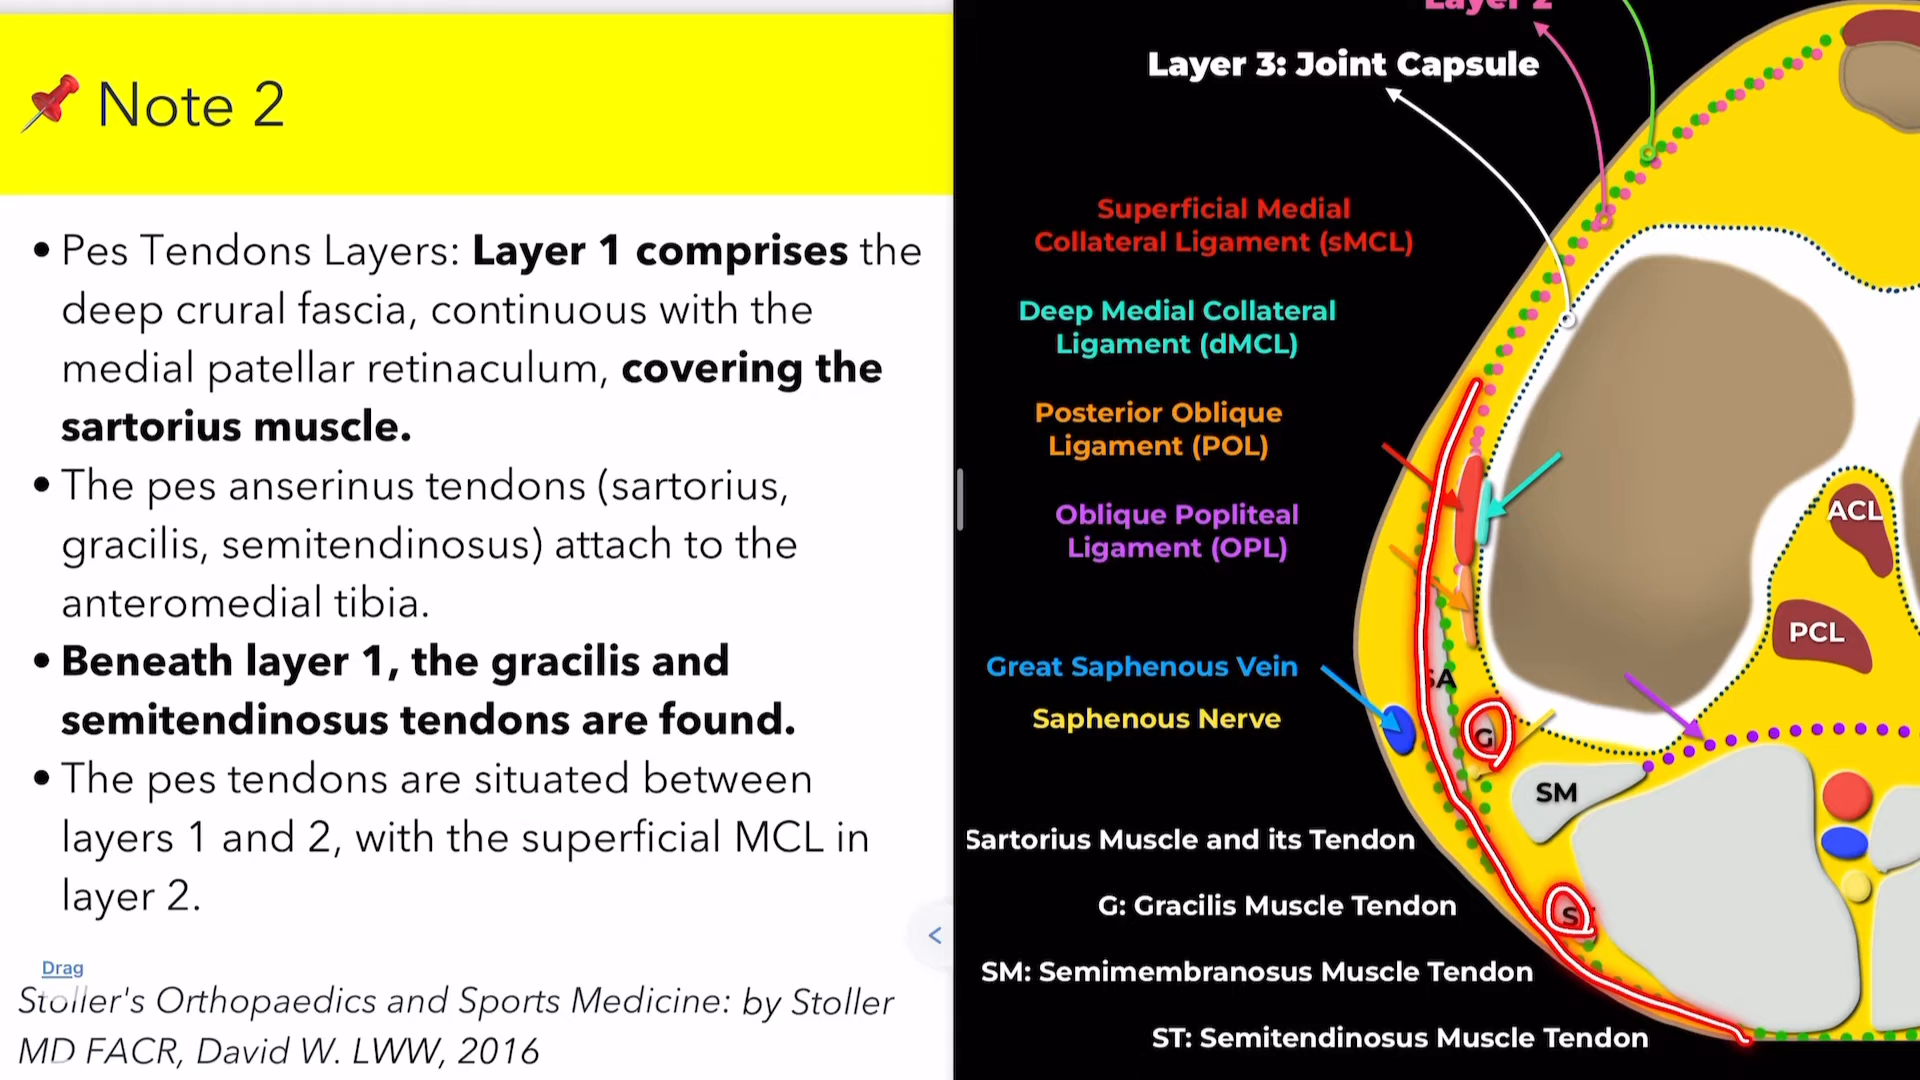 Note 2
• Pes Tendons Layers: Layer 1 comprises the
deep crural fascia, continuous with the
medial patellar retinaculum, covering the
sartorius muscle.
• The pes anserinus tendons (sartorius,
gracilis, semitendinosus) attach to the
anteromedial tibia.
• Beneath layer 1, the gracilis and
semitendinosus tendons are found.
• The pes tendons are situated between
layers 1 and 2, with the superficial MCL in
layer 2.
<
Drag
Stoller's Orthopaedics and Sports Medicine: by Stoller
MD FACR, David W. LWW, 2016
Layer 2
Layer 3: Joint Capsule
Superficial Medial
Collateral Ligament (sMCL)
Deep Medial Collateral
Ligament (dMCL)
Posterior Oblique
Ligament (POL)
Oblique Popliteal
Ligament (OPL)
Great Saphenous Vein
Saphenous Nerve
Sartorius Muscle and its Tendon
G: Gracilis Muscle Tendon
SM: Semimembranosus Muscle Tendon
ST: Semitendinosus Muscle Tendon
ACL
PCL
SA
G
SM
S